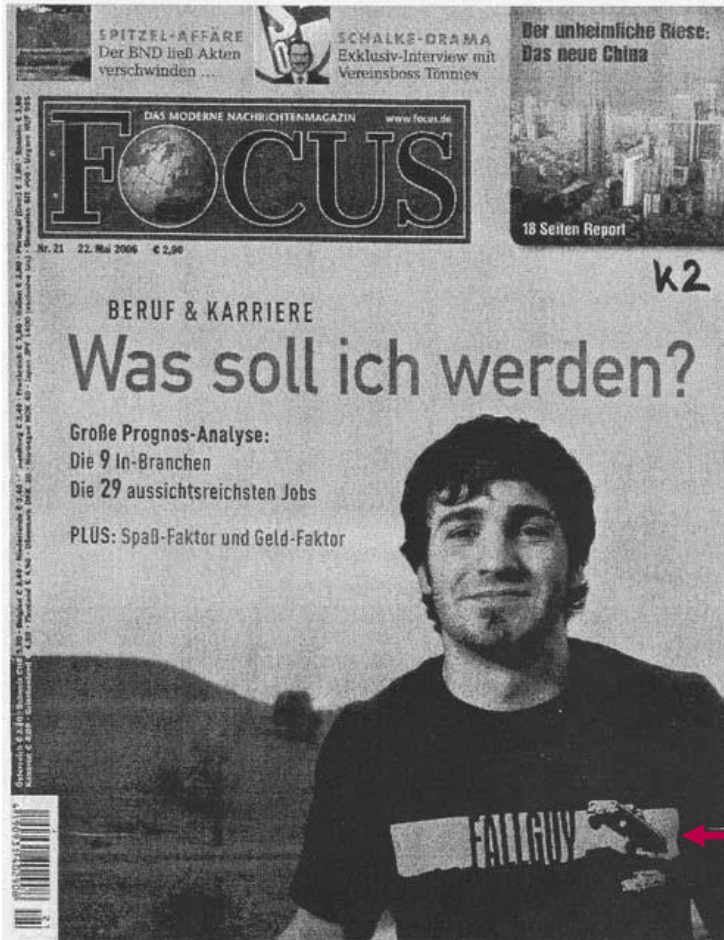 SPITZEL-AFFÄRE
Der BND ließ Akten
verschwinden ...
SCHALKE-DRAMA
Exklusiv-Interview mit
Vereinsboss Tönnies
Der unheimliche Riese:
Das neue China
18 Seiten Report
DAS MODERNE NACHRICHTENMAGAZIN www.focus.de
FOCUS
Nr. 21 22. Mai 2006 € 2,90
K2
BERUF & KARRIERE
Was soll ich werden?
Große Prognos-Analyse:
Die 9 In-Branchen
Die 29 aussichtsreichsten Jobs
PLUS: Spaß-Faktor und Geld-Faktor
FALLGUY